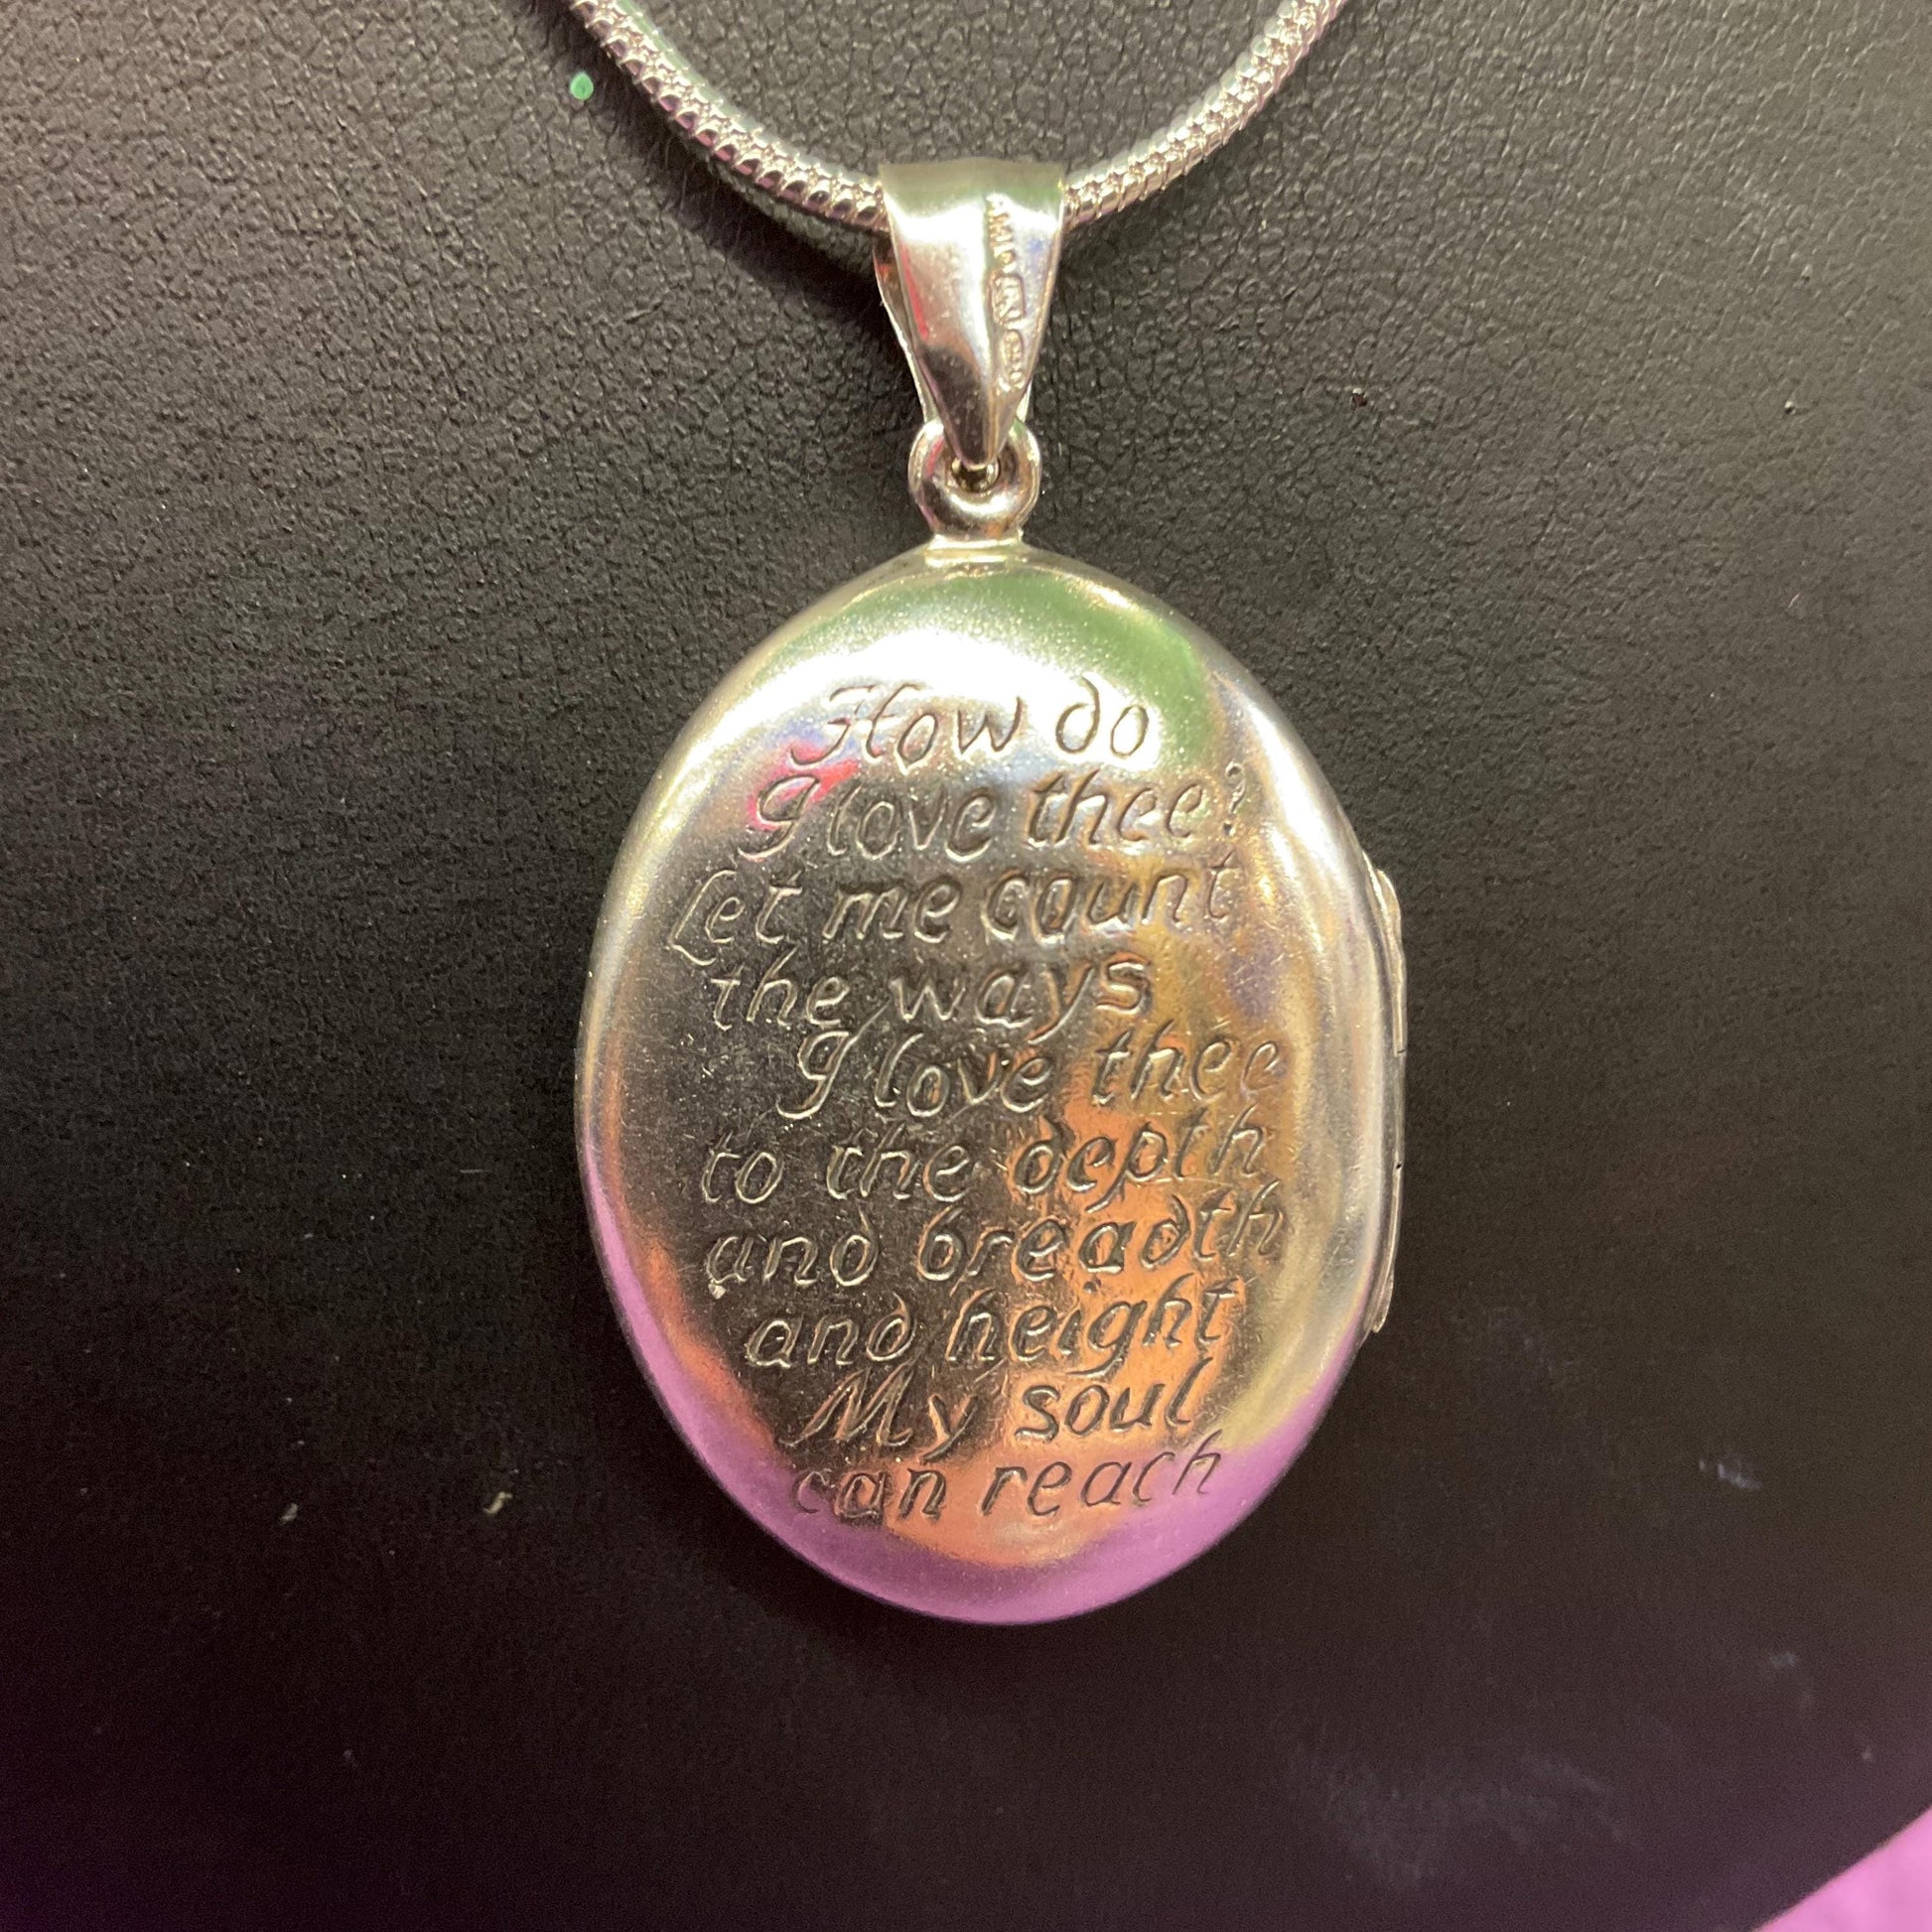 How do
I love thee?
Let me count
the ways
I love thee
to the depth
and breadth
and height
My soul
can reach